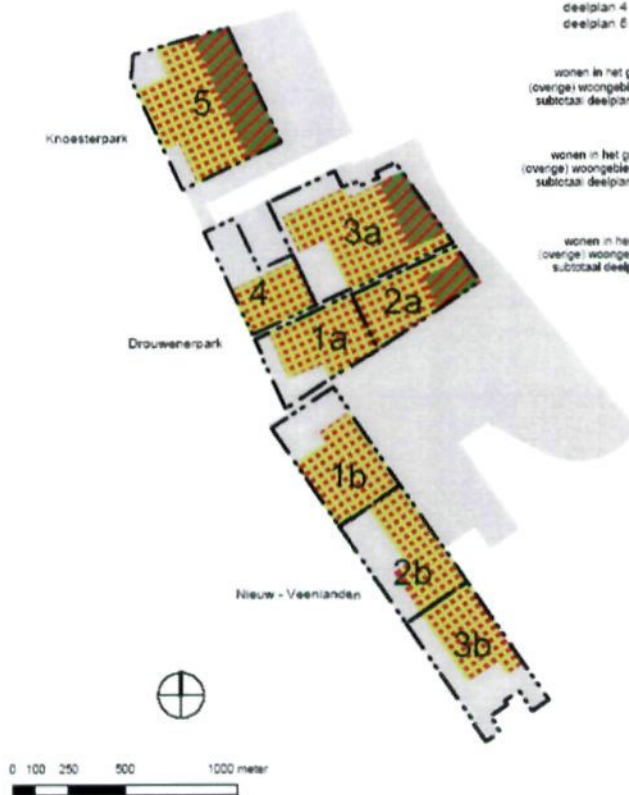 deelplan 4
deelplan 5
wonen in het g
(overige) woongebie
subtotaal deelplan
wonen in het g
(overige) woongebie
subtotaal deelplan
wonen in het
(overige) woonge
subtotaal deelp
5
Knoesterpark
3a
4
2a
1a
Drouwenerpark
1b
2b
Nieuw - Veenlanden
3b
0 100 250 500 1000 meter